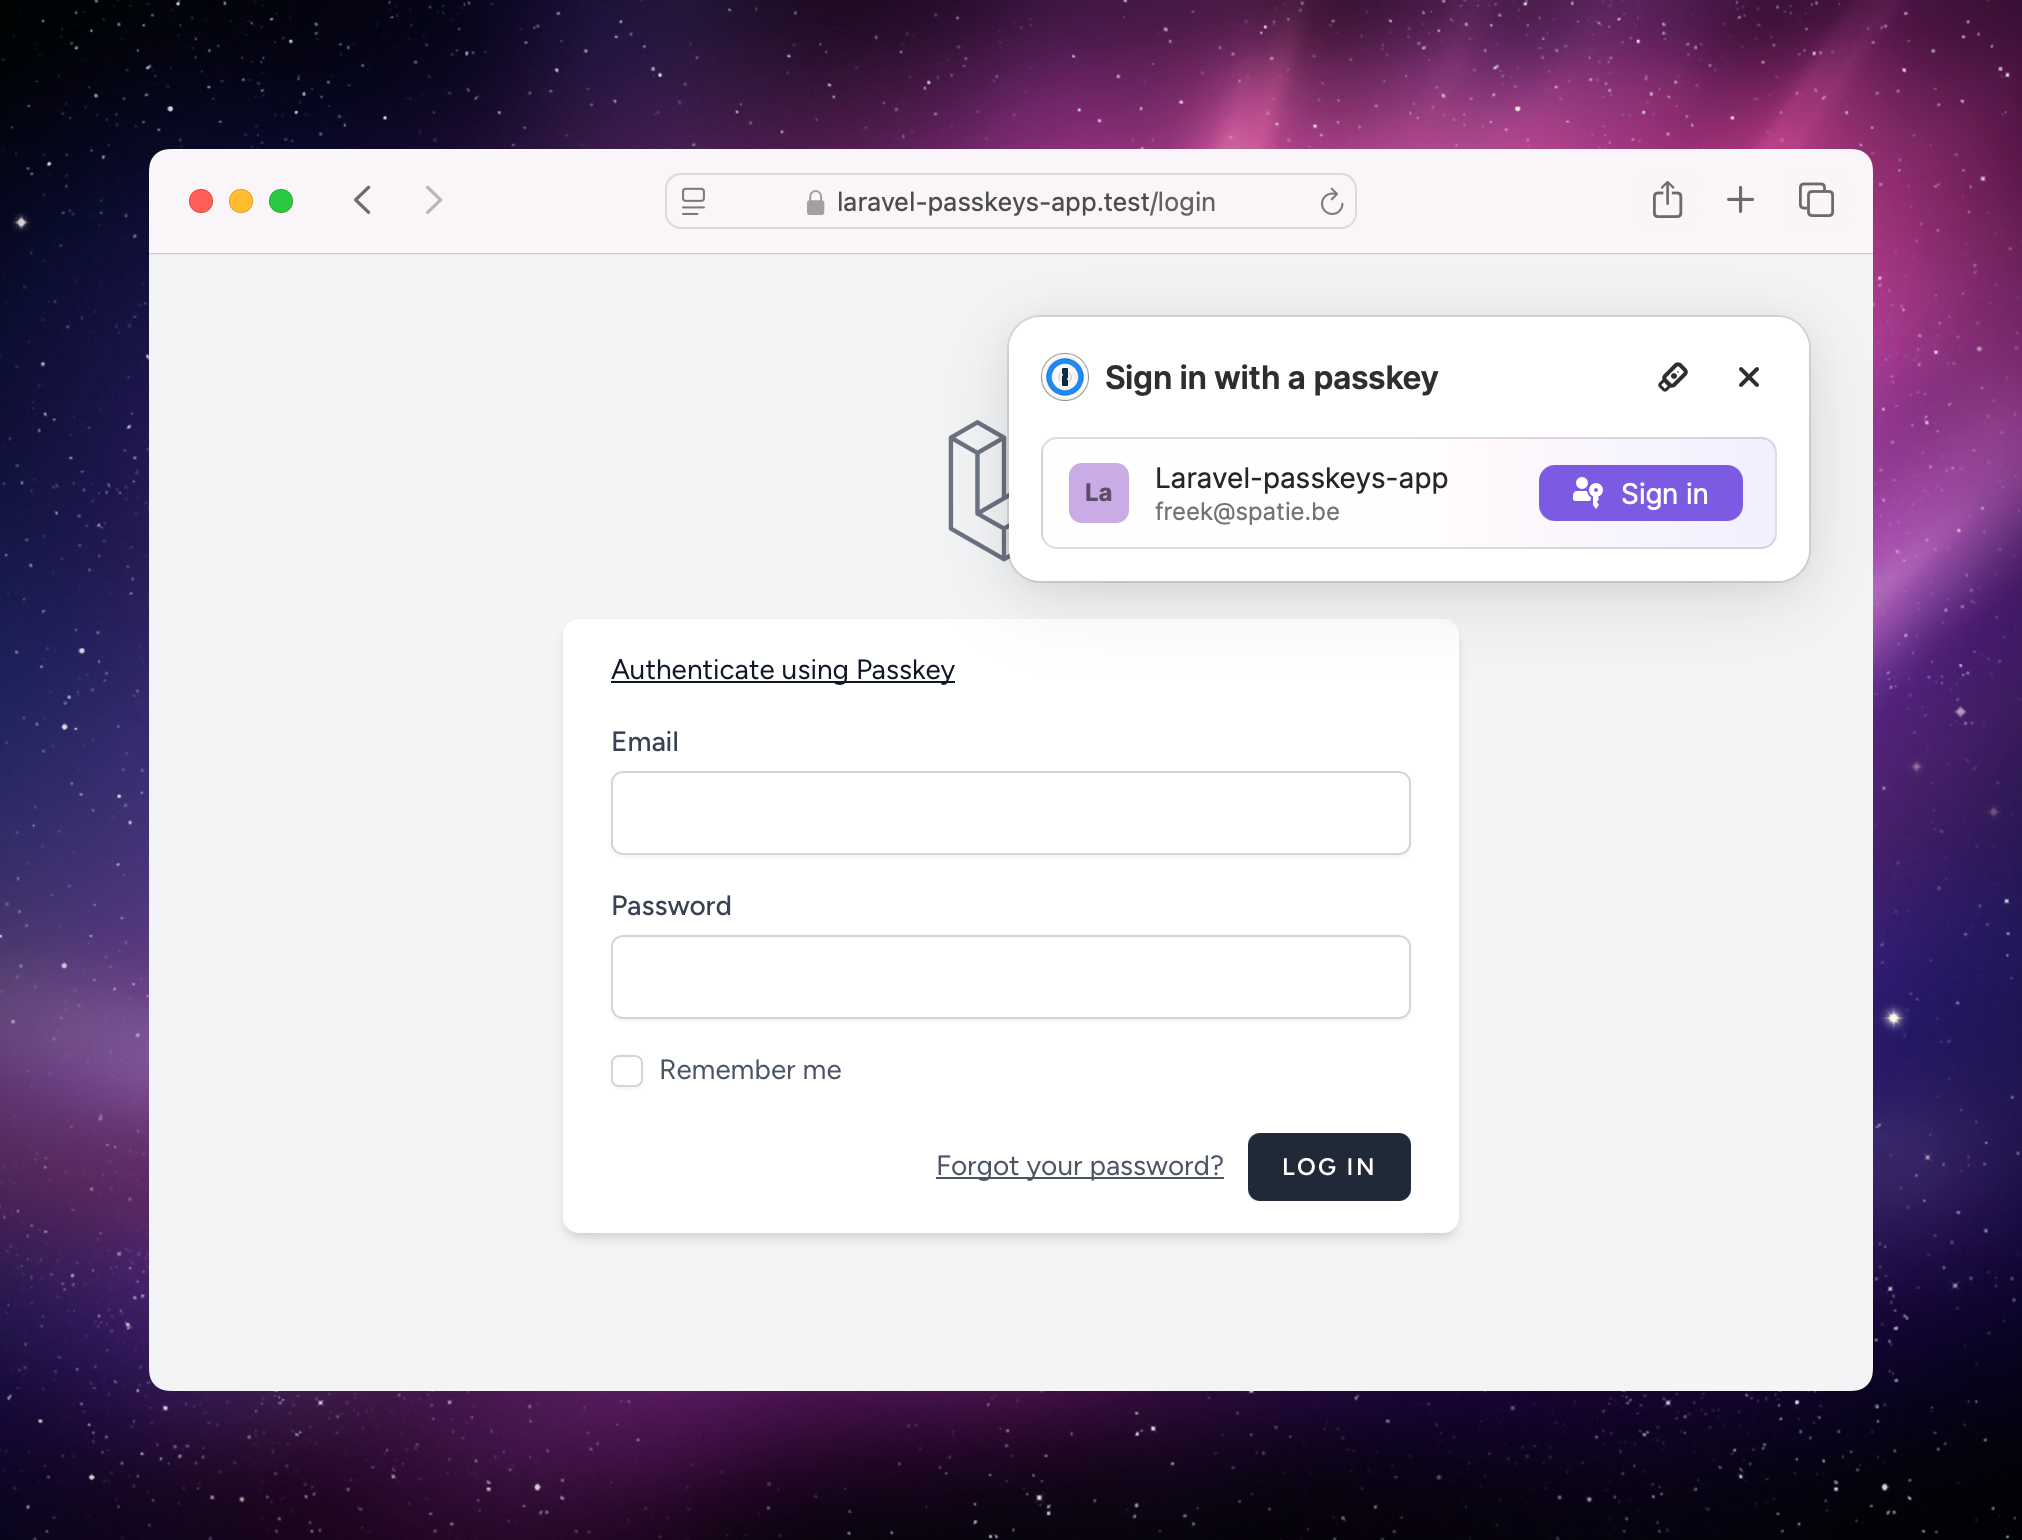 laravel-passkeys-app.test/login
Sign in with a passkey
La
Laravel-passkeys-app
freek@spatie.be
Sign in
Authenticate using Passkey
Email
Password
Remember me
Forgot your password?
LOG IN